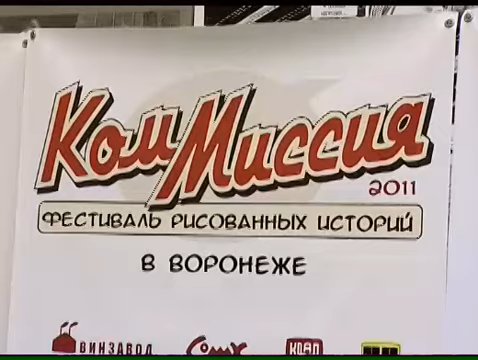 КомМиссия
2011
ФЕСТИВАЛЬ РИСОВАННЫХ ИСТОРИЙ
В ВОРОНЕЖЕ
ВИНЗАВОД